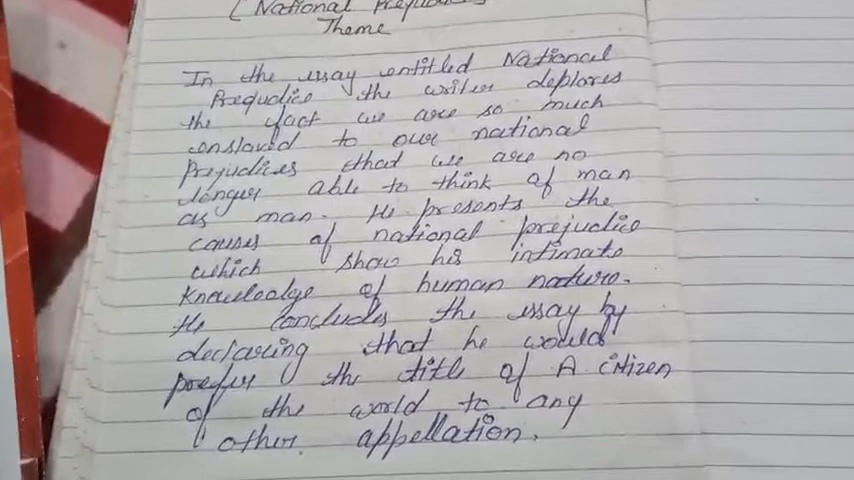 [National Prejudices
Theme
In the essay entitled National
Prequdice the writer deplores
the fact we are so much
enslaved to our national
Prejudices that we are no
longer able to think of man
as man. He presents the
causes of national prejudice
which show his intimate
knowledge of human nature.
He concludes the essay by
declaring that he would
prefer the title of A citizen
of the world to any
other appellation.